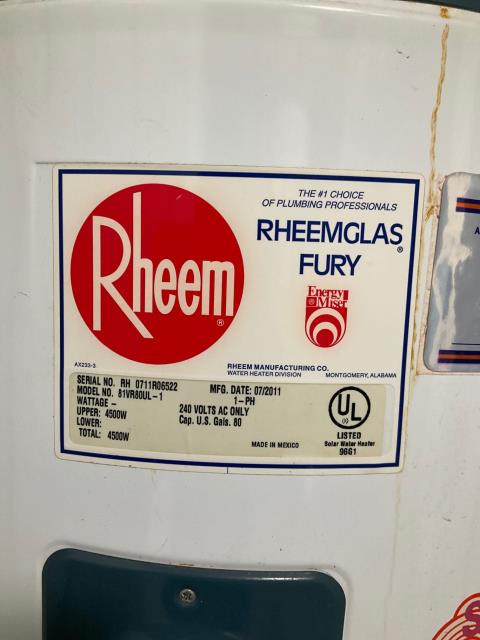 THE #1 CHOICE
OF PLUMBING PROFESSIONALS
Rheem®
RHEEMGLAS®
FURY
Energy
Miser
AX233-3
RHEEM MANUFACTURING CO.
WATER HEATER DIVISION MONTGOMERY, ALABAMA
SERIAL NO. RH 0711R06522 MFG. DATE: 07/2011
MODEL NO. 81VR80UL-1 1-PH
WATTAGE - 240 VOLTS AC ONLY
UPPER: 4500W Cap. U.S. Gals. 80
LOWER:
TOTAL: 4500W MADE IN MEXICO
UL
LISTED
Solar Water Heater
96G1
A
S